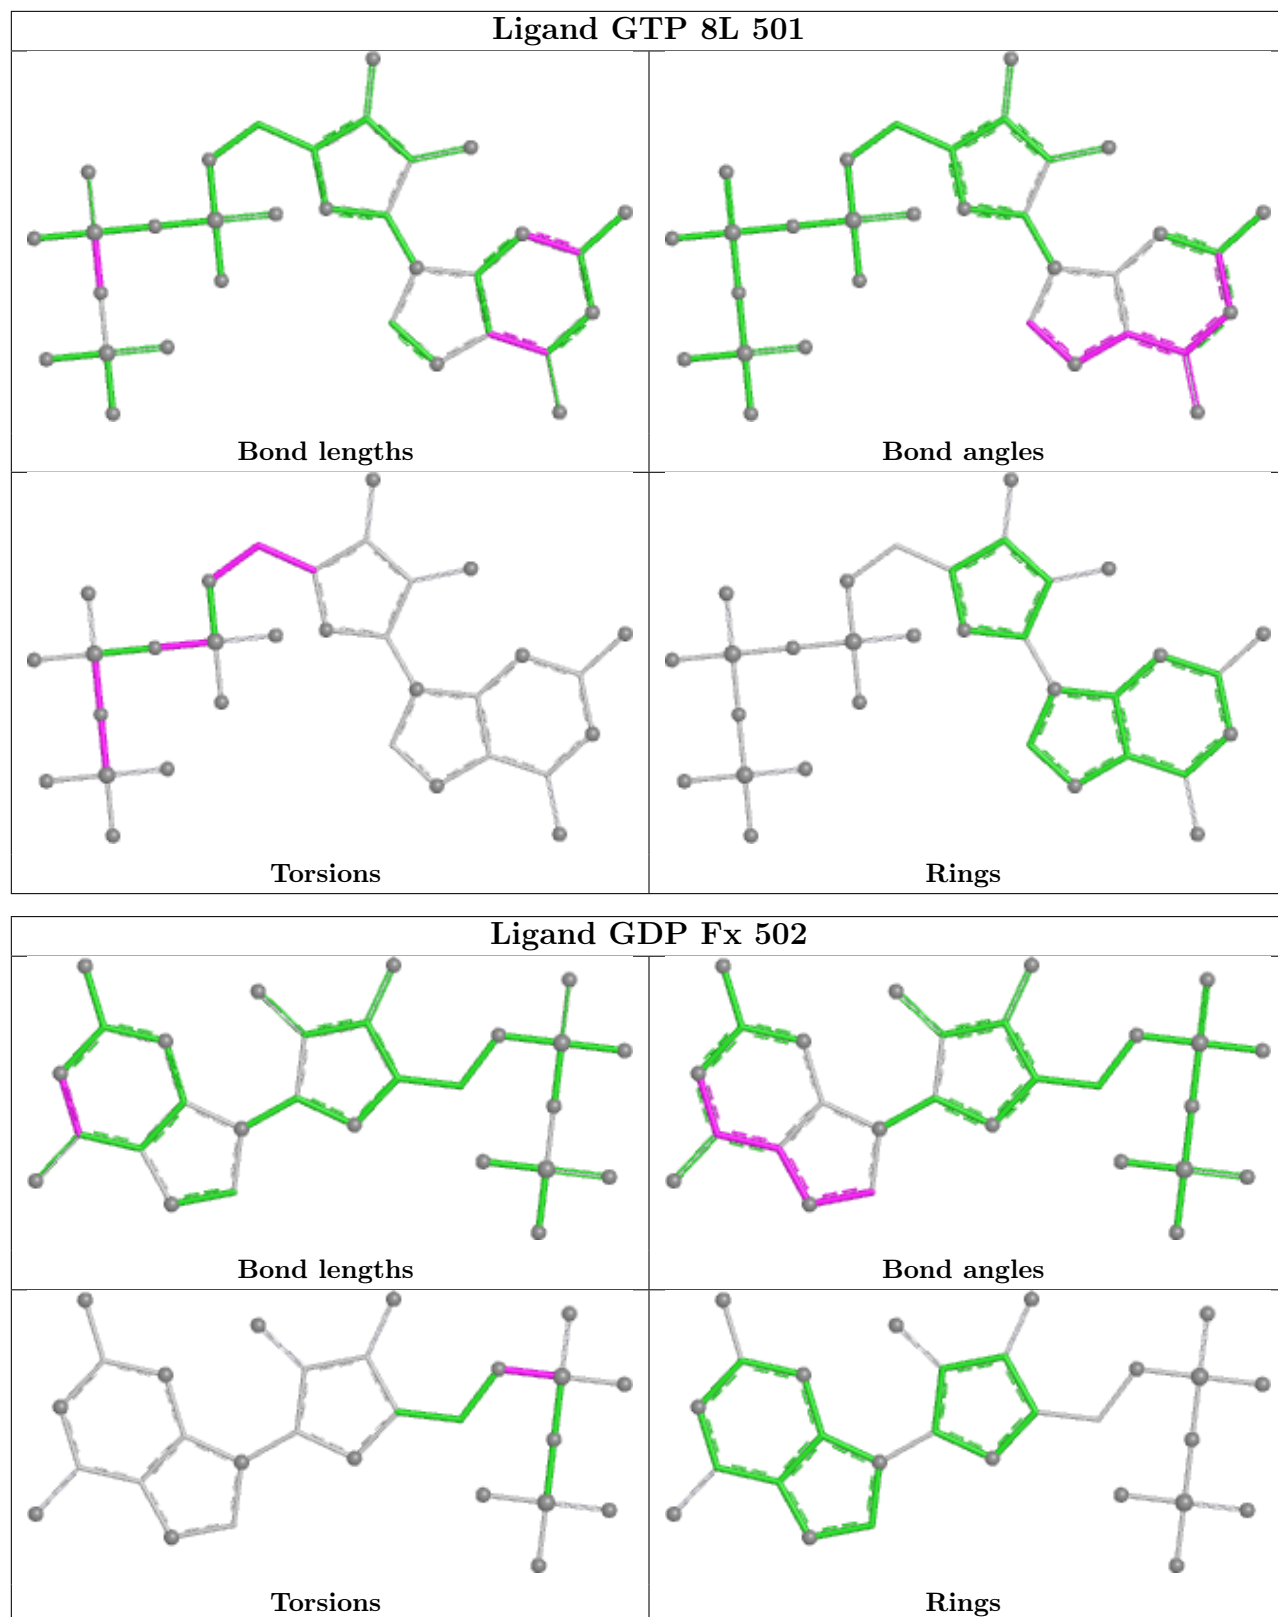 Ligand GTP 8L 501
Bond lengths
Bond angles
Torsions
Rings
Ligand GDP Fx 502
Bond lengths
Bond angles
Torsions
Rings